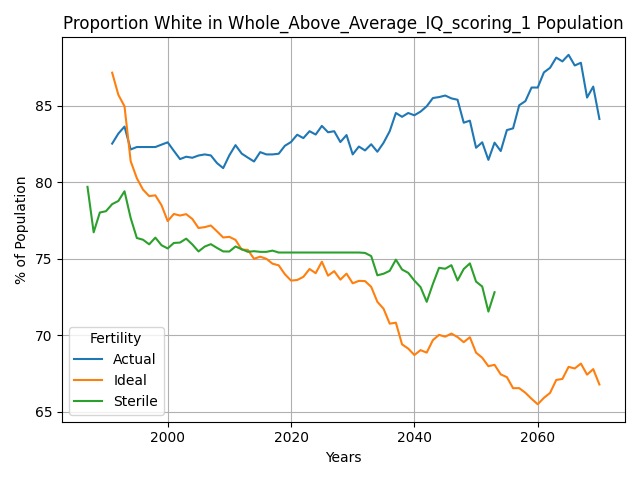 Proportion White in Whole_Above_Average_IQ_scoring_1 Population
% of Population
85
80
75
70
65
Fertility
Actual
Ideal
Sterile
2000
2020
2040
2060
Years